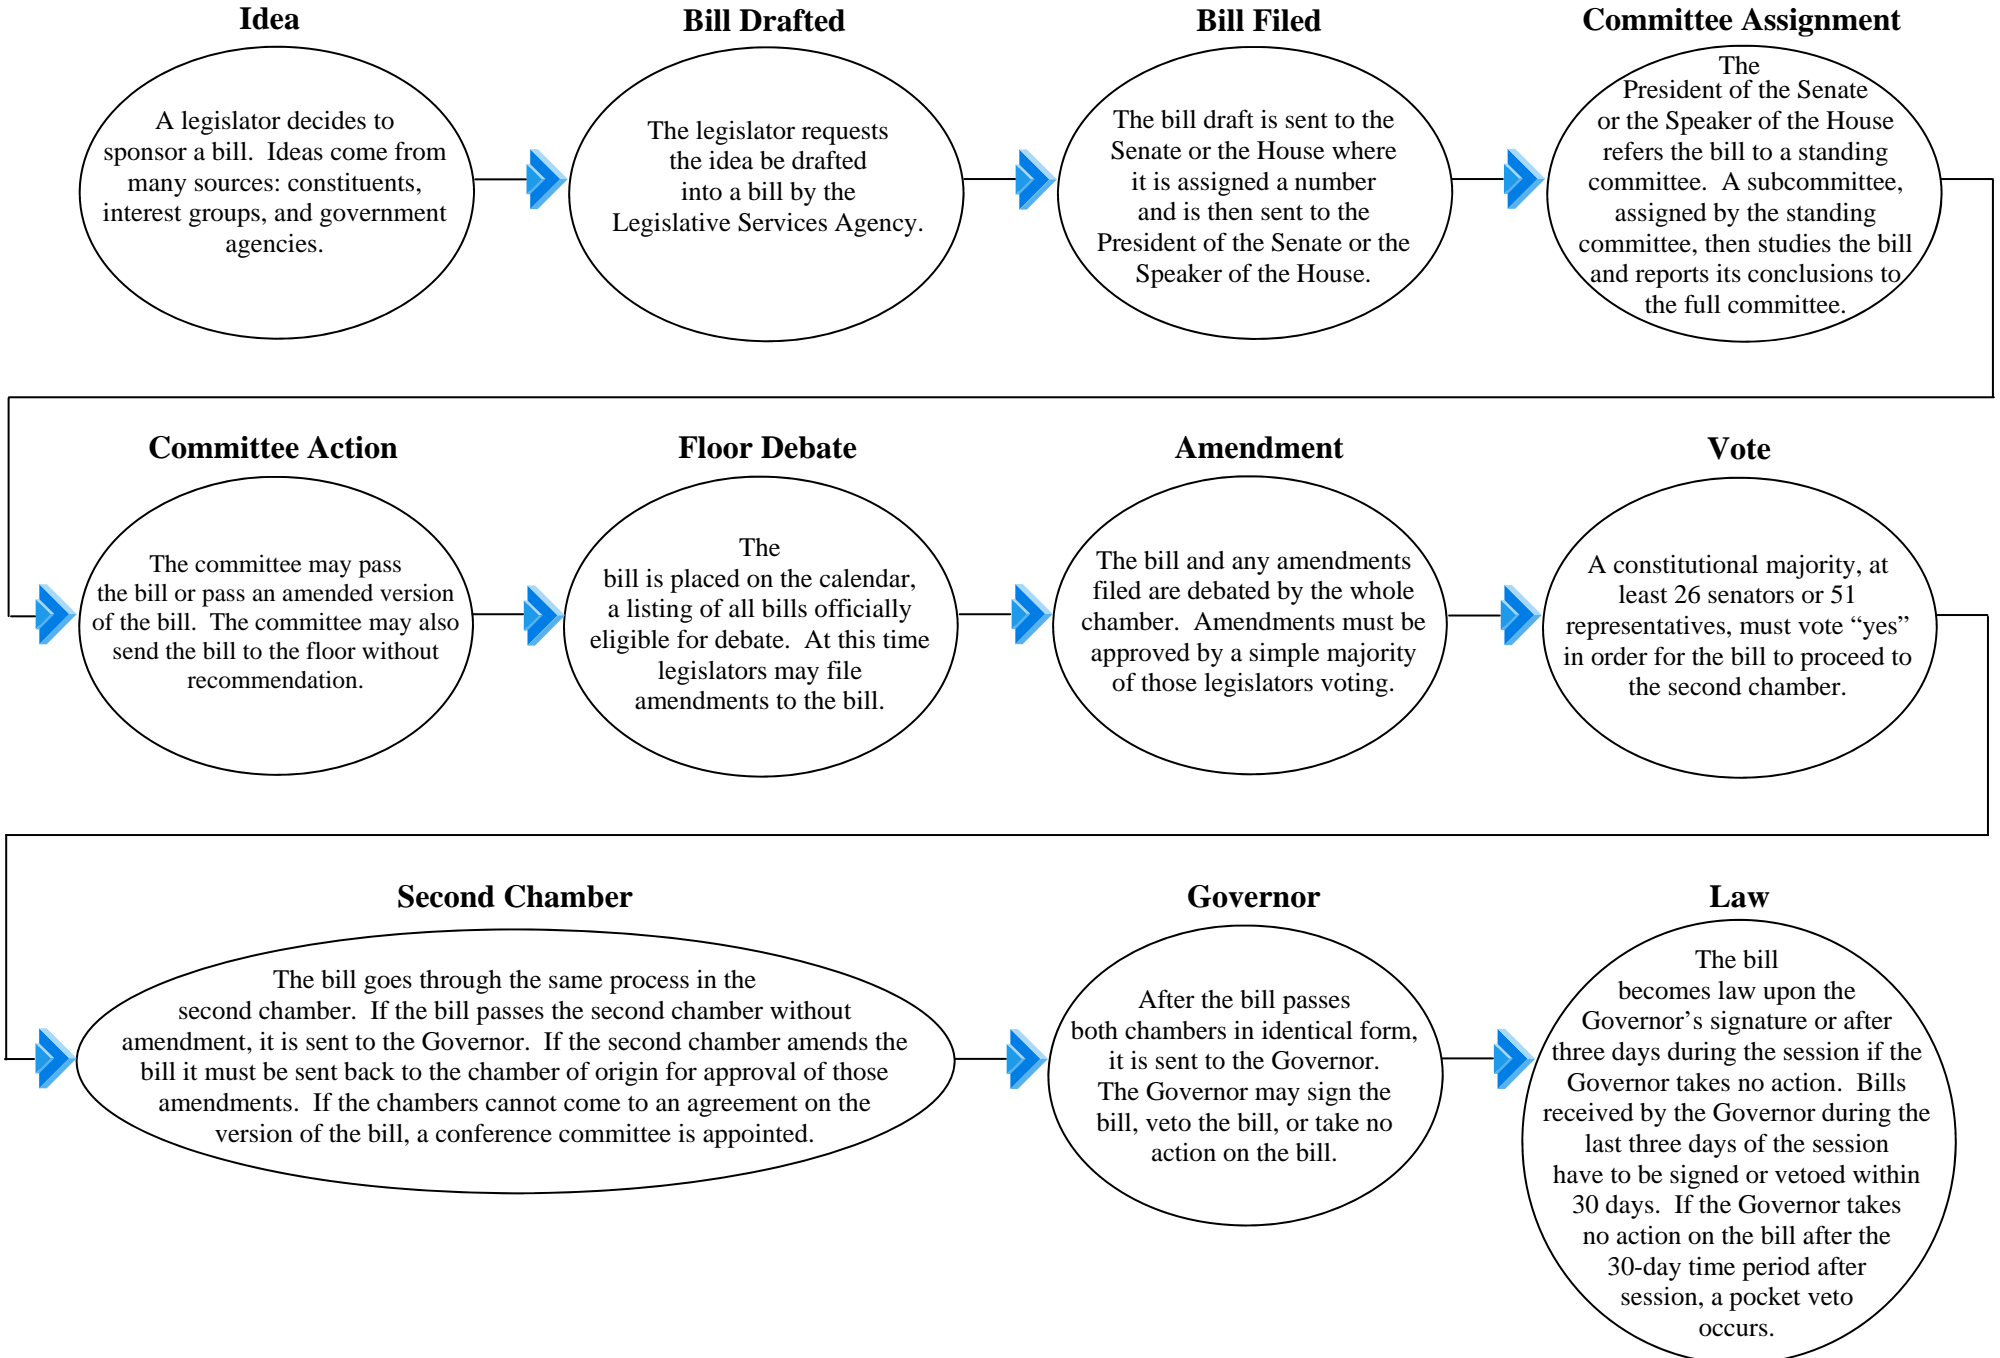 Idea
A legislator decides to
sponsor a bill.  Ideas come from
many sources: constituents,
interest groups, and government
agencies.
Bill Drafted
The legislator requests
the idea be drafted
into a bill by the
Legislative Services Agency.
Bill Filed
The bill draft is sent to the
Senate or the House where
it is assigned a number
and is then sent to the
President of the Senate or the
Speaker of the House.
Committee Assignment
The
President of the Senate
or the Speaker of the House
refers the bill to a standing
committee.  A subcommittee,
assigned by the standing
committee, then studies the bill
and reports its conclusions to
the full committee.
Committee Action
The committee may pass
the bill or pass an amended version
of the bill.  The committee may also
send the bill to the floor without
recommendation.
Floor Debate
The
bill is placed on the calendar,
a listing of all bills officially
eligible for debate.  At this time
legislators may file
amendments to the bill.
Amendment
The bill and any amendments
filed are debated by the whole
chamber.  Amendments must be
approved by a simple majority
of those legislators voting.
Vote
A constitutional majority, at
least 26 senators or 51
representatives, must vote “yes”
in order for the bill to proceed to
the second chamber.
Second Chamber
The bill goes through the same process in the
second chamber.  If the bill passes the second chamber without
amendment, it is sent to the Governor.  If the second chamber amends the
bill it must be sent back to the chamber of origin for approval of those
amendments.  If the chambers cannot come to an agreement on the
version of the bill, a conference committee is appointed.
Governor
After the bill passes
both chambers in identical form,
it is sent to the Governor.
The Governor may sign the
bill, veto the bill, or take no
action on the bill.
Law
The bill
becomes law upon the
Governor’s signature or after
three days during the session if the
Governor takes no action.  Bills
received by the Governor during the
last three days of the session
have to be signed or vetoed within
30 days.  If the Governor takes
no action on the bill after the
30-day time period after
session, a pocket veto
occurs.